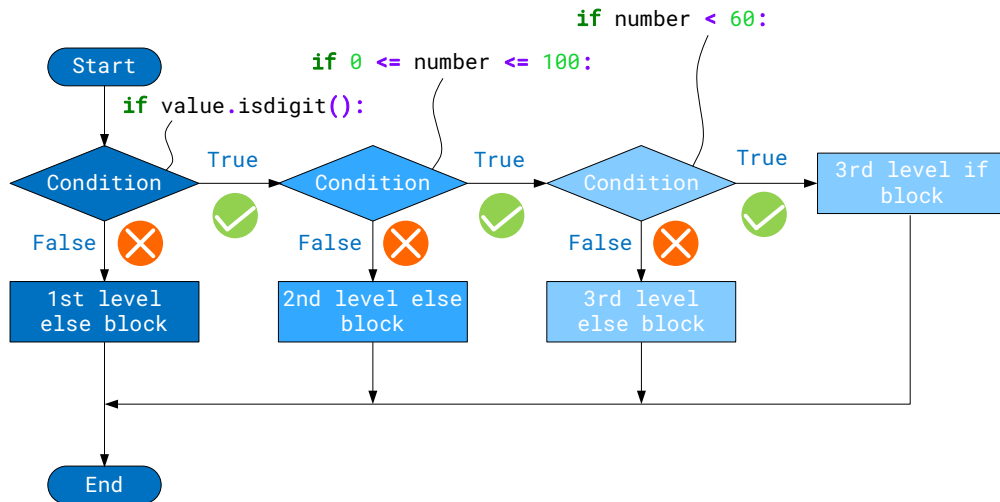 if number < 60:
if 0 <= number <= 100:
Start
if value.isdigit():
True
True
True
Condition
Condition
Condition
3rd level if
block
False
False
False
1st level
else block
2nd level else
block
3rd level
else block
End